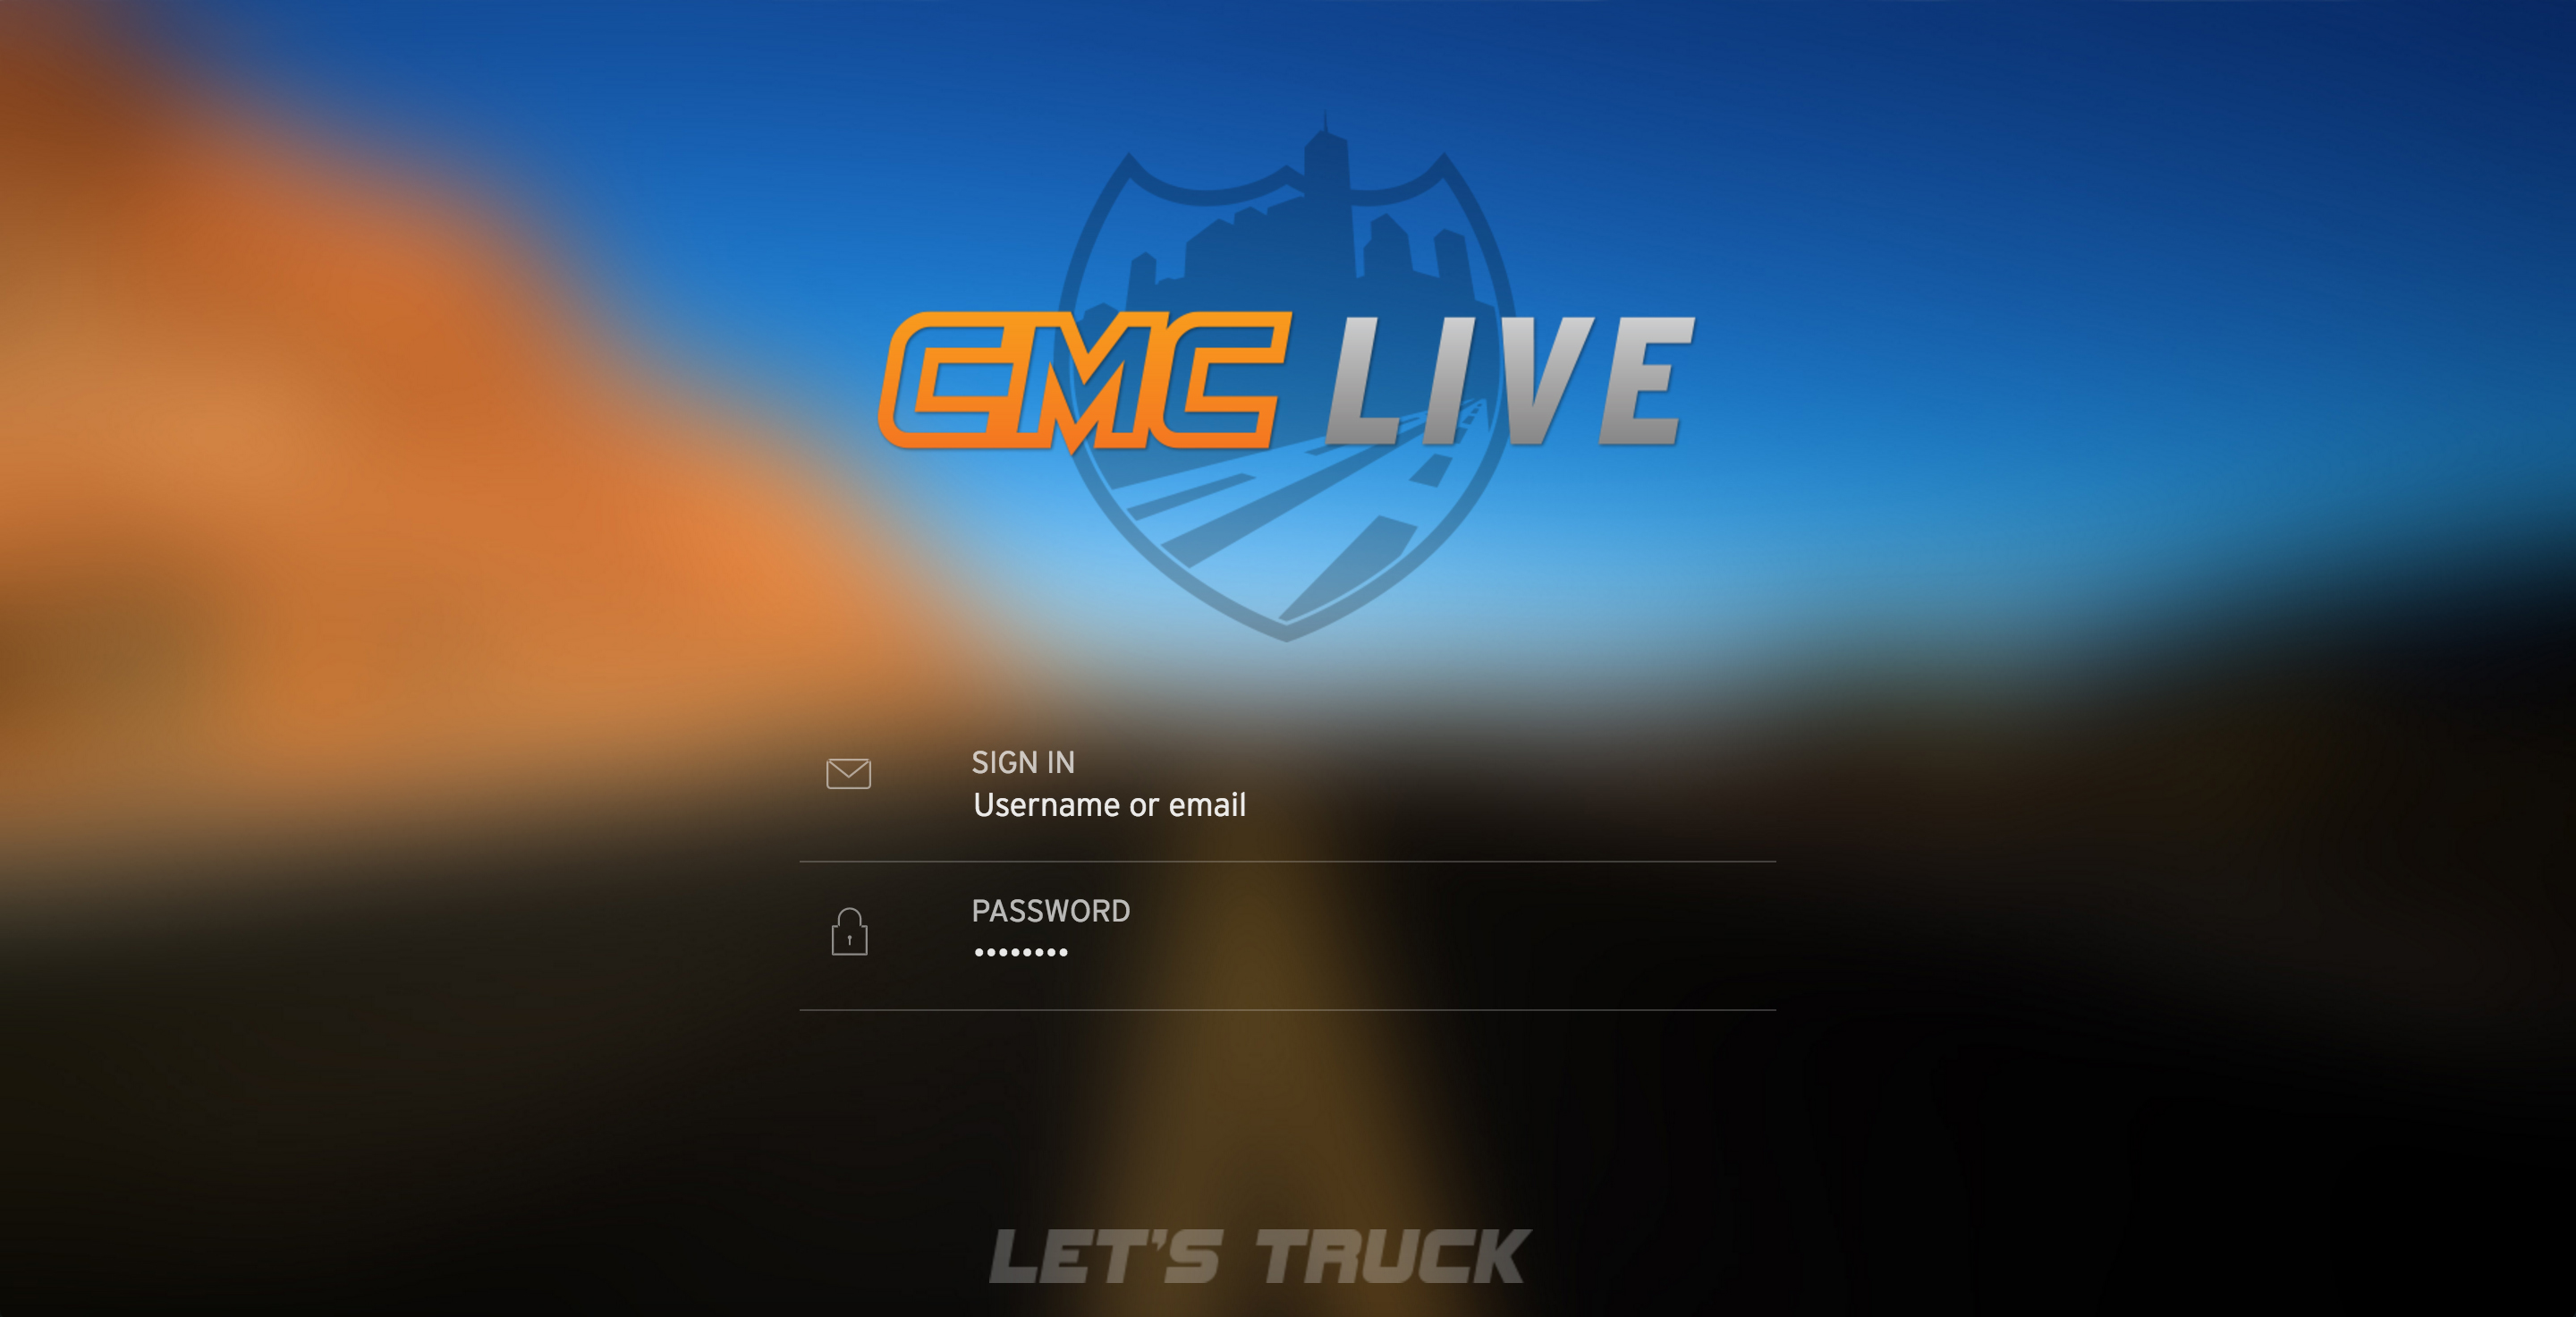 CMC LIVE
SIGN IN
Username or email
PASSWORD
••••••••
LET'S TRUCK